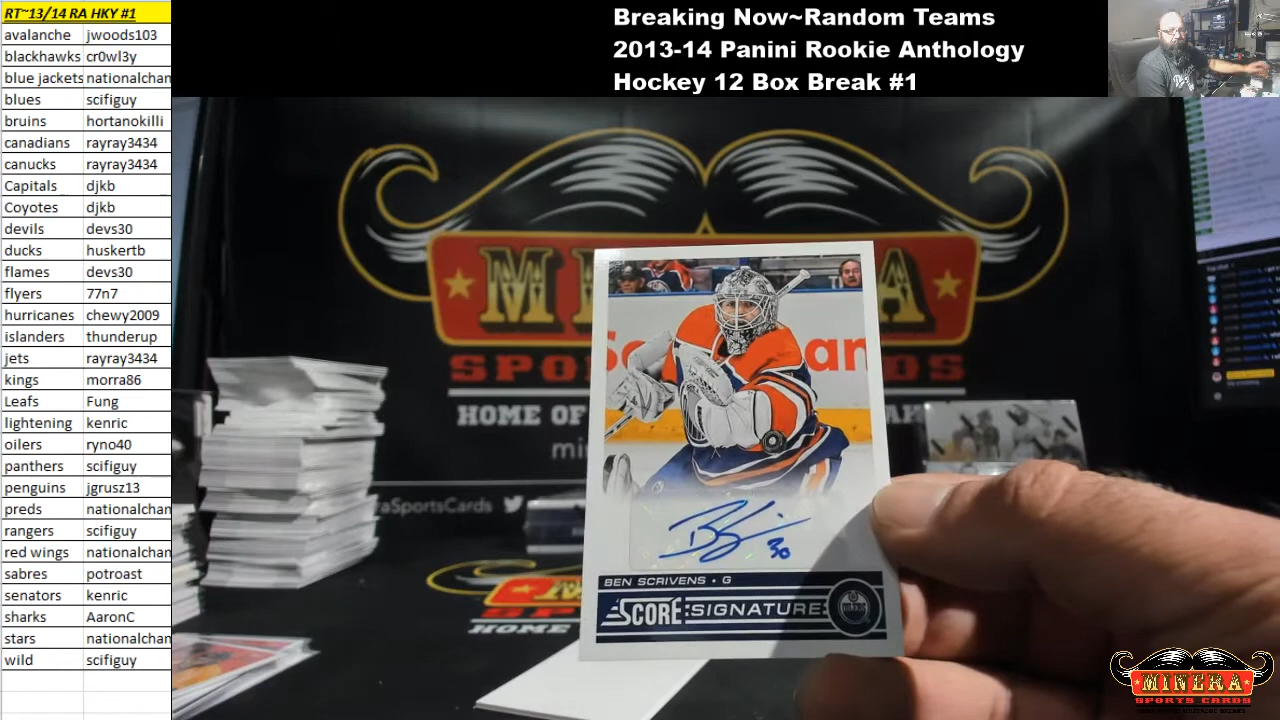 RT~13/14 RA HKY #1
avalanche jwoods103
blackhawks cr0wl3y
blue jackets nationalchan
blues scifiguy
bruins hortanokilli
canadians rayray3434
canucks rayray3434
Capitals djkb
Coyotes djkb
devils devs30
ducks huskertb
flames devs30
flyers 77n7
hurricanes chewy2009
islanders thunderup
jets rayray3434
kings morra86
Leafs Fung
lightening kenric
oilers ryno40
panthers scifiguy
penguins jgrusz13
preds nationalchan
rangers scifiguy
red wings nationalchan
sabres potroast
senators kenric
sharks AaronC
stars nationalchan
wild scifiguy
Breaking Now~Random Teams
2013-14 Panini Rookie Anthology
Hockey 12 Box Break #1
HOME OF
raSportsCards
30
BEN SCRIVENS • G
SCORE SIGNATURES
OILERS
HOME
MINERA
SPORTS CARDS